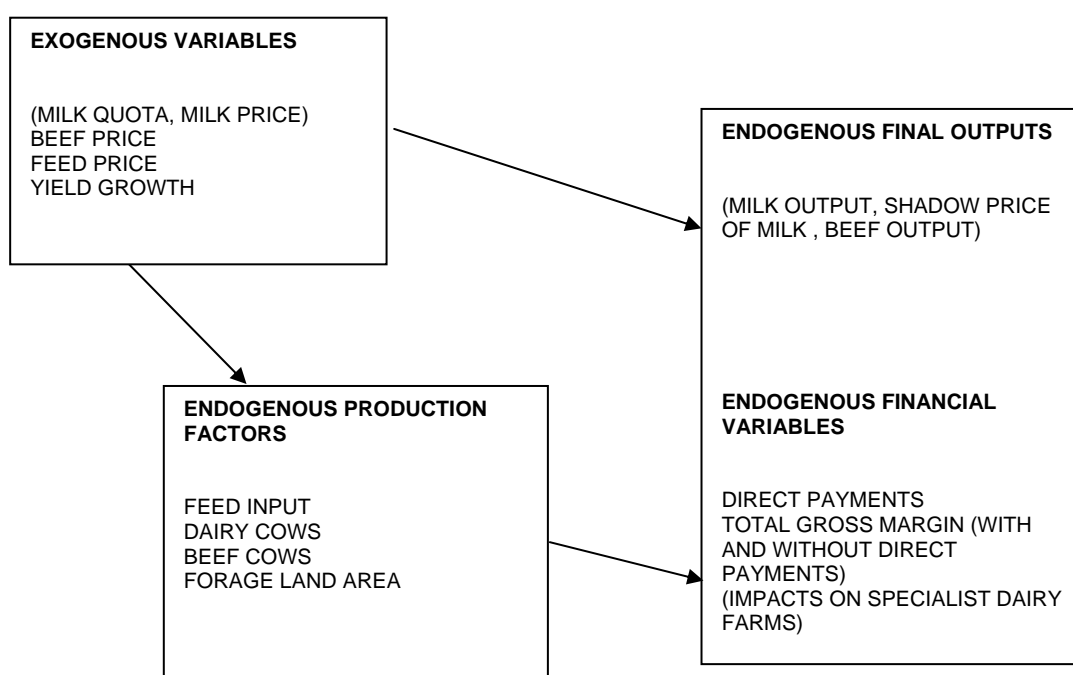 EXOGENOUS VARIABLES
(MILK QUOTA, MILK PRICE)
BEEF PRICE
FEED PRICE
YIELD GROWTH
ENDOGENOUS FINAL OUTPUTS
(MILK OUTPUT, SHADOW PRICE
OF MILK , BEEF OUTPUT)
ENDOGENOUS PRODUCTION
FACTORS
FEED INPUT
DAIRY COWS
BEEF COWS
FORAGE LAND AREA
ENDOGENOUS FINANCIAL
VARIABLES
DIRECT PAYMENTS
TOTAL GROSS MARGIN (WITH
AND WITHOUT DIRECT
PAYMENTS)
(IMPACTS ON SPECIALIST DAIRY
FARMS)